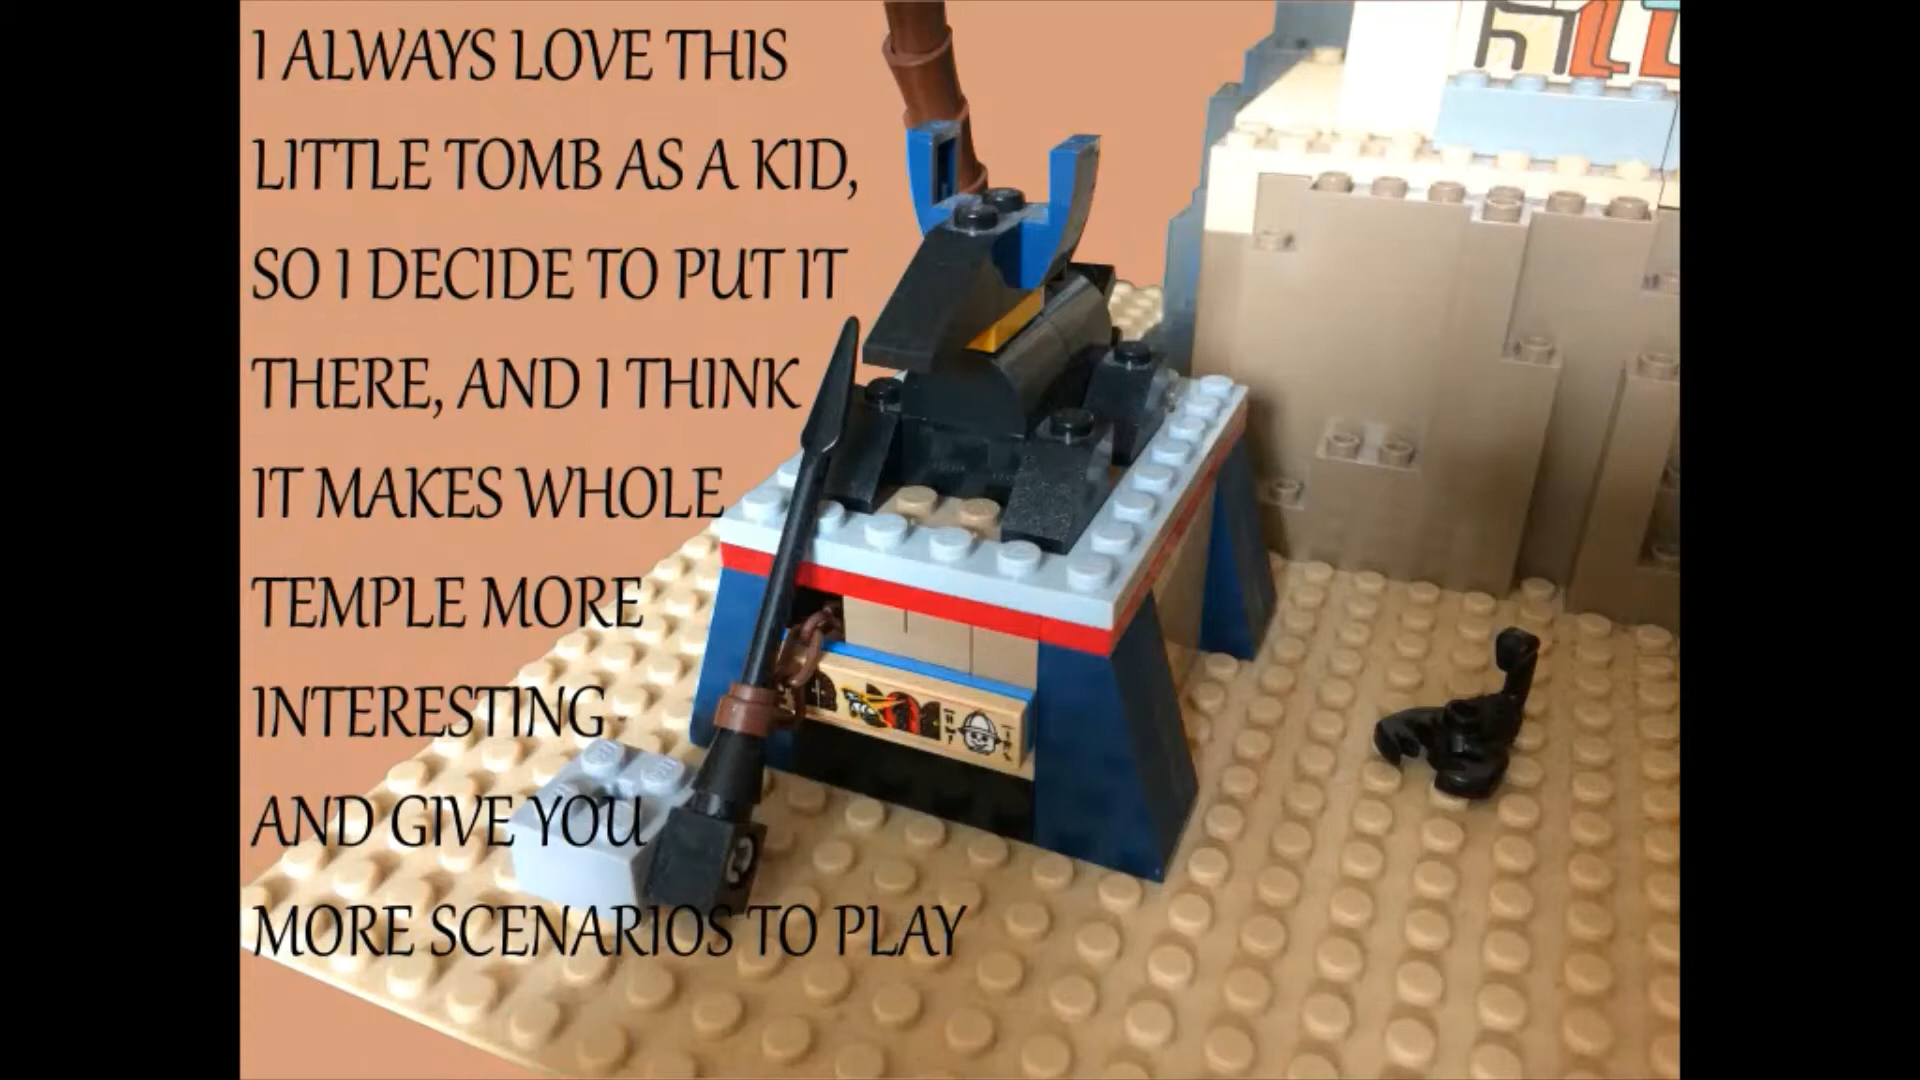 I ALWAYS LOVE THIS
LITTLE TOMB AS A KID,
SO I DECIDE TO PUT IT
THERE, AND I THINK
IT MAKES WHOLE
TEMPLE MORE
INTERESTING
AND GIVE YOU
MORE SCENARIOS TO PLAY